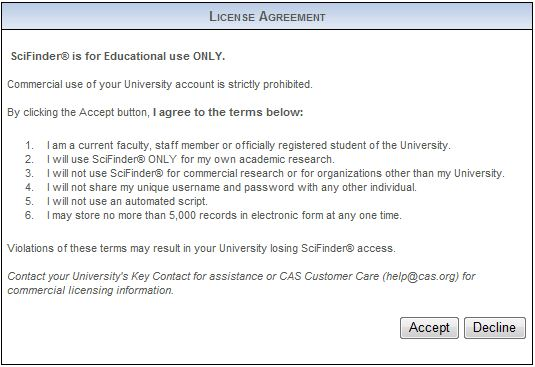 LICENSE AGREEMENT
SciFinder® is for Educational use ONLY.
Commercial use of your University account is strictly prohibited.
By clicking the Accept button, I agree to the terms below:
1. I am a current faculty, staff member or officially registered student of the University.
2. I will use SciFinder® ONLY for my own academic research.
3. I will not use SciFinder® for commercial research or for organizations other than my University.
4. I will not share my unique username and password with any other individual.
5. I will not use an automated script.
6. I may store no more than 5,000 records in electronic form at any one time.
Violations of these terms may result in your University losing SciFinder® access.
Contact your University's Key Contact for assistance or CAS Customer Care (help@cas.org) for
commercial licensing information.
Accept Decline